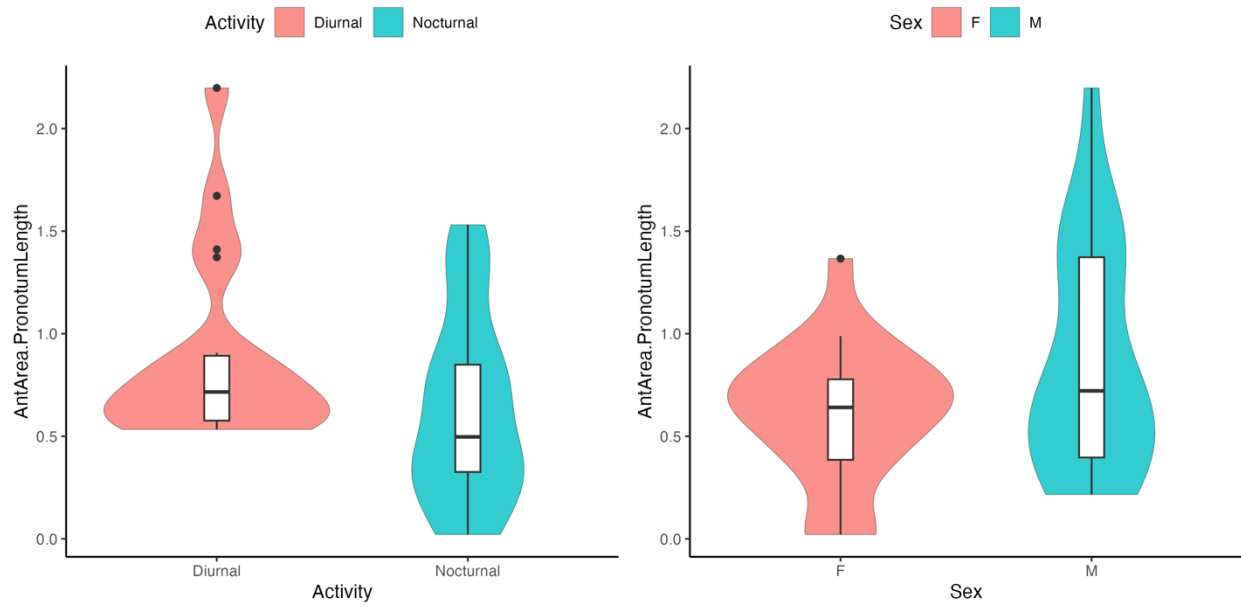 Activity Diurnal Nocturnal
AntArea.PronotumLength
2.0
1.5
1.0
0.5
0.0
Diurnal Nocturnal
Activity
Sex F M
AntArea.PronotumLength
2.0
1.5
1.0
0.5
0.0
F M
Sex